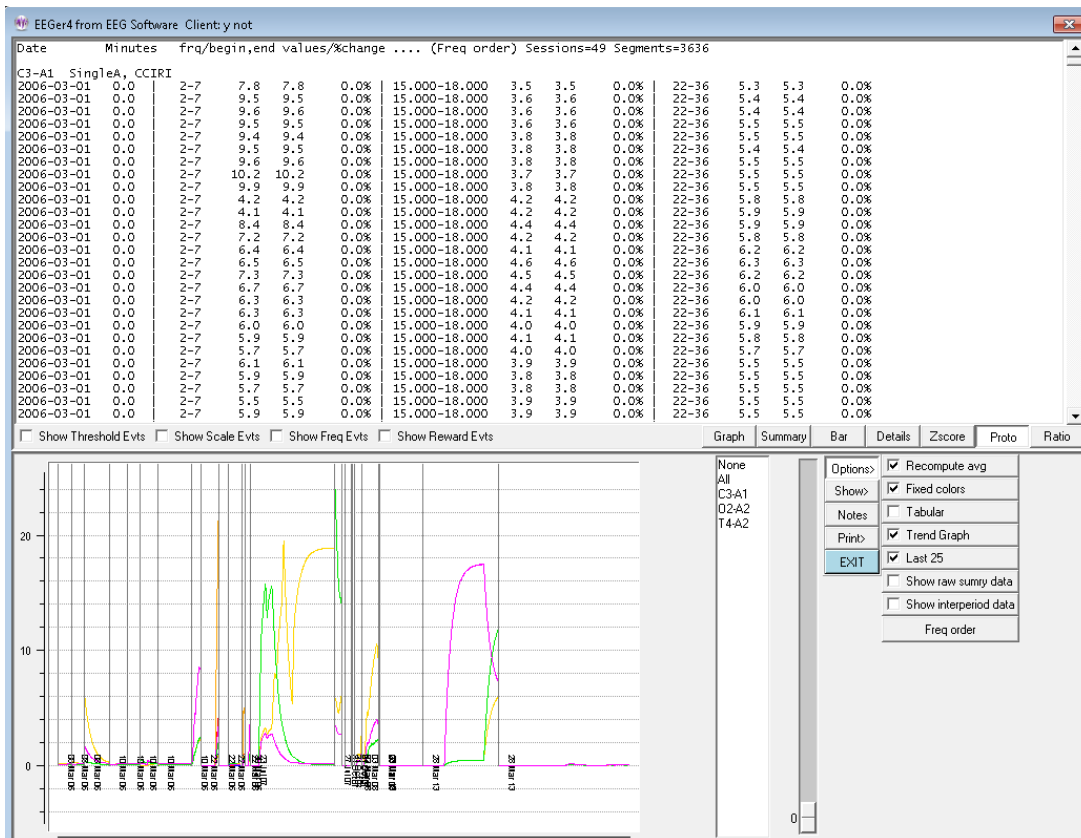 EEGer4 from EEG Software Client: y not
Date Minutes frq/begin,end values/%change .... (Freq order) Sessions=49 Segments=3636
C3-A1 SingleA, CCIRI
2006-03-01 0.0 | 2-7 7.8 7.8 0.0% | 15.000-18.000 3.5 3.5 0.0% | 22-36 5.3 5.3 0.0%
2006-03-01 0.0 | 2-7 9.5 9.5 0.0% | 15.000-18.000 3.6 3.6 0.0% | 22-36 5.4 5.4 0.0%
2006-03-01 0.0 | 2-7 9.6 9.6 0.0% | 15.000-18.000 3.6 3.6 0.0% | 22-36 5.4 5.4 0.0%
2006-03-01 0.0 | 2-7 9.5 9.5 0.0% | 15.000-18.000 3.6 3.6 0.0% | 22-36 5.5 5.5 0.0%
2006-03-01 0.0 | 2-7 9.4 9.4 0.0% | 15.000-18.000 3.8 3.8 0.0% | 22-36 5.5 5.5 0.0%
2006-03-01 0.0 | 2-7 9.5 9.5 0.0% | 15.000-18.000 3.8 3.8 0.0% | 22-36 5.4 5.4 0.0%
2006-03-01 0.0 | 2-7 9.6 9.6 0.0% | 15.000-18.000 3.8 3.8 0.0% | 22-36 5.5 5.5 0.0%
2006-03-01 0.0 | 2-7 10.2 10.2 0.0% | 15.000-18.000 3.7 3.7 0.0% | 22-36 5.5 5.5 0.0%
2006-03-01 0.0 | 2-7 9.9 9.9 0.0% | 15.000-18.000 3.8 3.8 0.0% | 22-36 5.5 5.5 0.0%
2006-03-01 0.0 | 2-7 4.2 4.2 0.0% | 15.000-18.000 4.2 4.2 0.0% | 22-36 5.8 5.8 0.0%
2006-03-01 0.0 | 2-7 4.1 4.1 0.0% | 15.000-18.000 4.2 4.2 0.0% | 22-36 5.9 5.9 0.0%
2006-03-01 0.0 | 2-7 8.4 8.4 0.0% | 15.000-18.000 4.4 4.4 0.0% | 22-36 5.9 5.9 0.0%
2006-03-01 0.0 | 2-7 7.2 7.2 0.0% | 15.000-18.000 4.2 4.2 0.0% | 22-36 5.8 5.8 0.0%
2006-03-01 0.0 | 2-7 6.4 6.4 0.0% | 15.000-18.000 4.1 4.1 0.0% | 22-36 6.2 6.2 0.0%
2006-03-01 0.0 | 2-7 6.5 6.5 0.0% | 15.000-18.000 4.6 4.6 0.0% | 22-36 6.3 6.3 0.0%
2006-03-01 0.0 | 2-7 7.3 7.3 0.0% | 15.000-18.000 4.5 4.5 0.0% | 22-36 6.2 6.2 0.0%
2006-03-01 0.0 | 2-7 6.7 6.7 0.0% | 15.000-18.000 4.4 4.4 0.0% | 22-36 6.0 6.0 0.0%
2006-03-01 0.0 | 2-7 6.3 6.3 0.0% | 15.000-18.000 4.2 4.2 0.0% | 22-36 6.0 6.0 0.0%
2006-03-01 0.0 | 2-7 6.3 6.3 0.0% | 15.000-18.000 4.1 4.1 0.0% | 22-36 6.1 6.1 0.0%
2006-03-01 0.0 | 2-7 6.0 6.0 0.0% | 15.000-18.000 4.0 4.0 0.0% | 22-36 5.9 5.9 0.0%
2006-03-01 0.0 | 2-7 5.9 5.9 0.0% | 15.000-18.000 4.1 4.1 0.0% | 22-36 5.8 5.8 0.0%
2006-03-01 0.0 | 2-7 5.7 5.7 0.0% | 15.000-18.000 4.0 4.0 0.0% | 22-36 5.7 5.7 0.0%
2006-03-01 0.0 | 2-7 6.1 6.1 0.0% | 15.000-18.000 3.9 3.9 0.0% | 22-36 5.5 5.5 0.0%
2006-03-01 0.0 | 2-7 5.9 5.9 0.0% | 15.000-18.000 3.8 3.8 0.0% | 22-36 5.5 5.5 0.0%
2006-03-01 0.0 | 2-7 5.7 5.7 0.0% | 15.000-18.000 3.8 3.8 0.0% | 22-36 5.5 5.5 0.0%
2006-03-01 0.0 | 2-7 5.5 5.5 0.0% | 15.000-18.000 3.9 3.9 0.0% | 22-36 5.5 5.5 0.0%
2006-03-01 0.0 | 2-7 5.9 5.9 0.0% | 15.000-18.000 3.9 3.9 0.0% | 22-36 5.5 5.5 0.0%
Show Threshold Evts Show Scale Evts Show Freq Evts Show Reward Evts Graph Summary Bar Details Zscore Proto Ratio
20
10
0
28 Mar 13
28 Mar 13
None
All
C3-A1
O2-A2
T4-A2
0
Options>
Show>
Notes
Print>
EXIT
Recompute avg
Fixed colors
Tabular
Trend Graph
Last 25
Show raw sumry data
Show interperiod data
Freq order